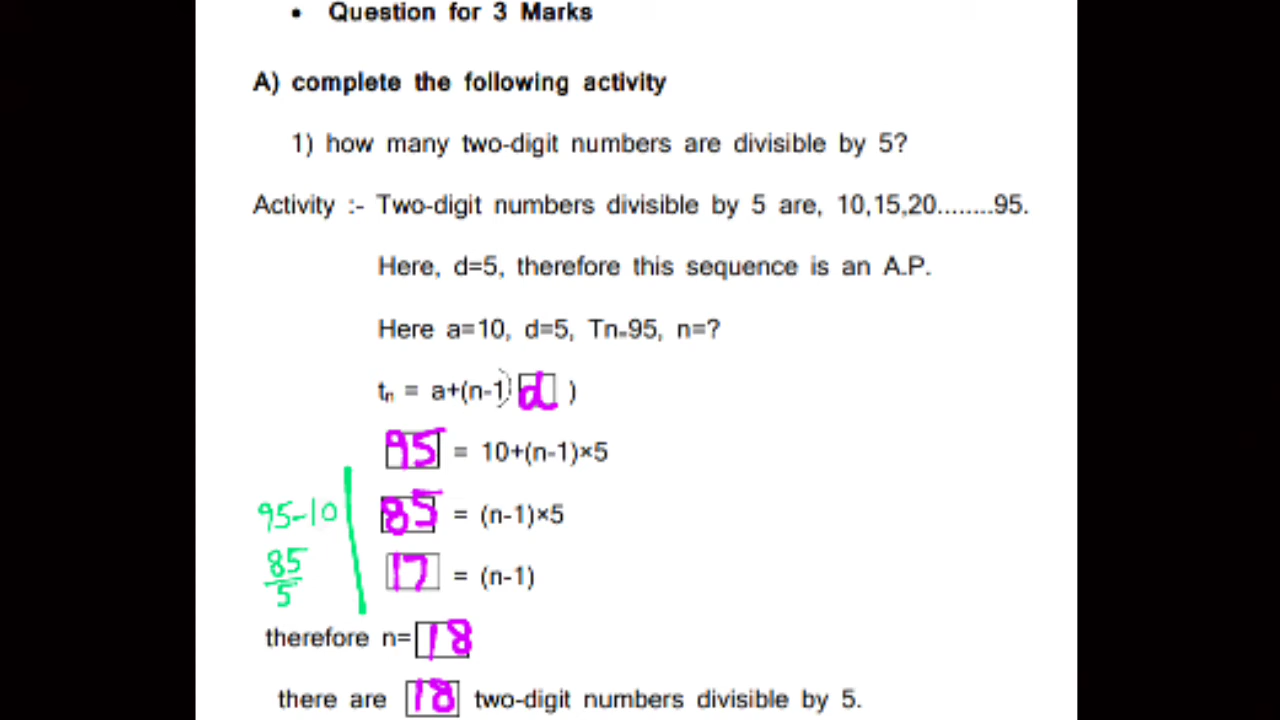 • Question for 3 Marks
A) complete the following activity
1) how many two-digit numbers are divisible by 5?
Activity :- Two-digit numbers divisible by 5 are, 10,15,20........95.
Here, d=5, therefore this sequence is an A.P.
Here a=10, d=5, Tn=95, n=?
tn = a+(n-1) d )
95 = 10+(n-1)×5
95-10 85 = (n-1)×5
85/5 17 = (n-1)
therefore n= 18
there are 18 two-digit numbers divisible by 5.